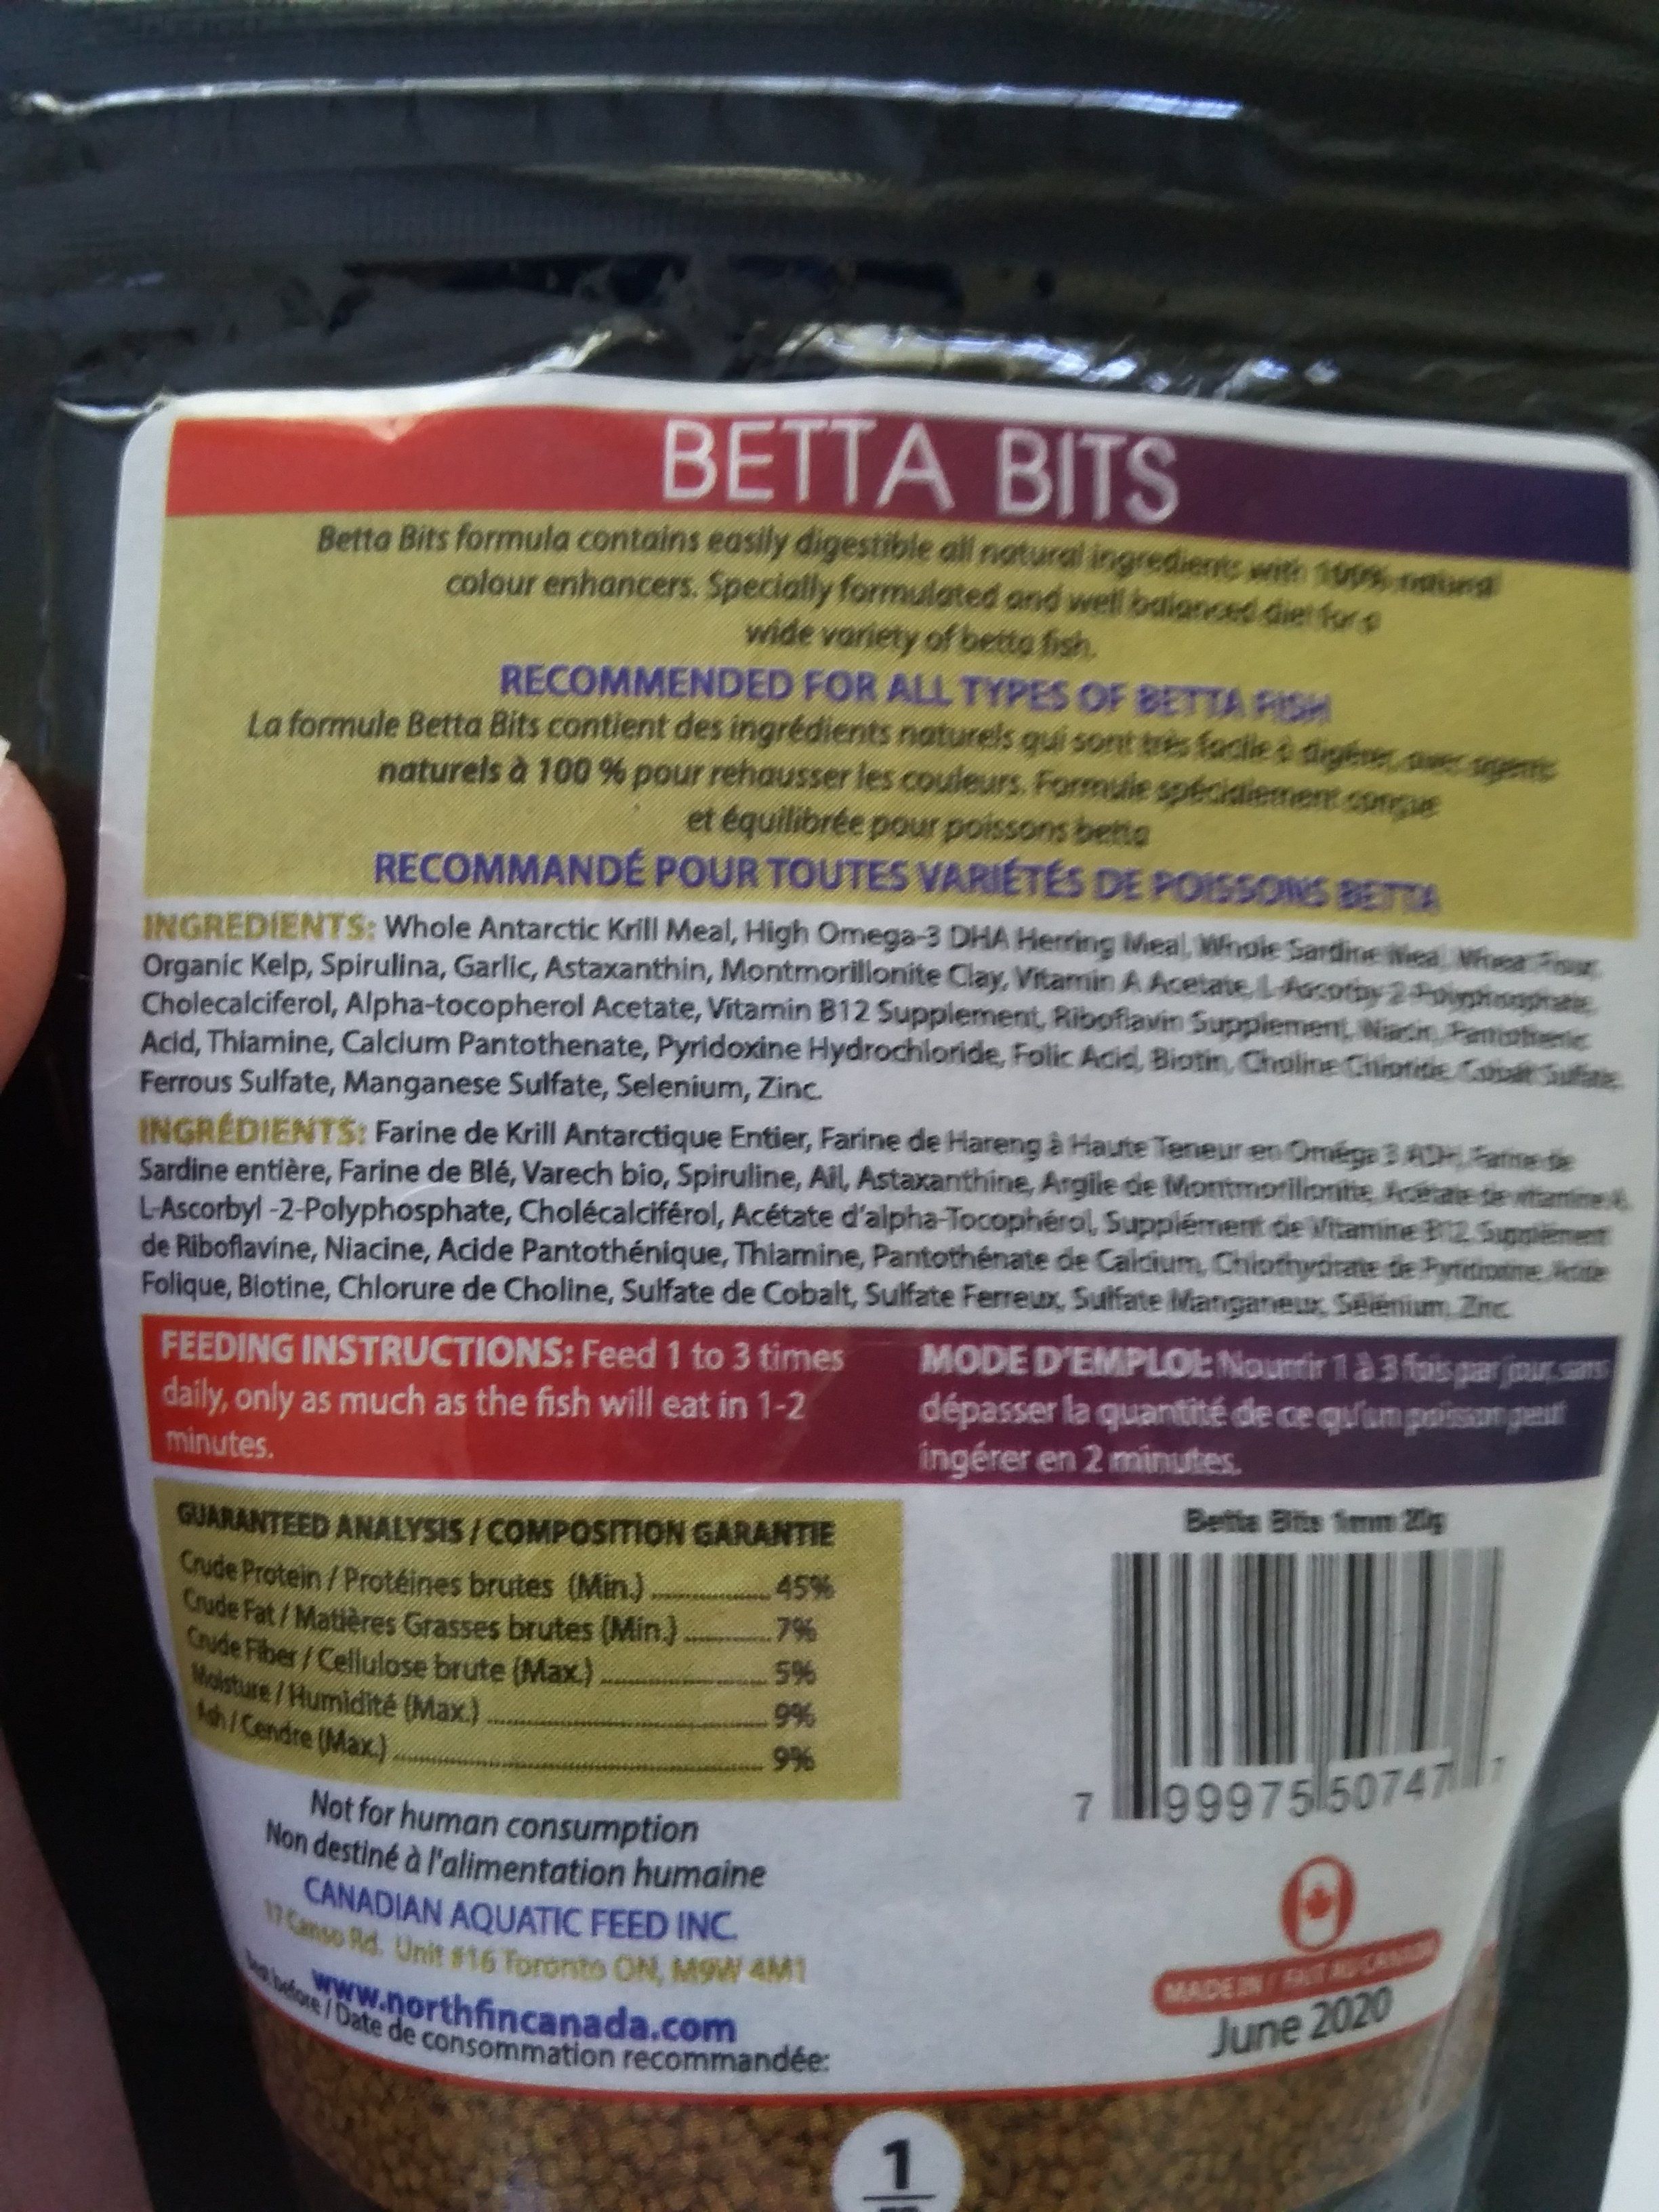 BETTA BITS
Betta Bits formula contains easily digestible all natural ingredients with 100% natural
colour enhancers. Specially formulated and well balanced diet for a
wide variety of betta fish.
RECOMMENDED FOR ALL TYPES OF BETTA FISH
La formule Betta Bits contient des ingrédients naturels qui sont très facile à digérer, avec agents
naturels à 100 % pour rehausser les couleurs. Formule spécialement conçue
et équilibrée pour poissons betta
RECOMMANDÉ POUR TOUTES VARIÉTÉS DE POISSONS BETTA
INGREDIENTS: Whole Antarctic Krill Meal, High Omega-3 DHA Herring Meal, Whole Sardine Meal, Wheat Flour,
Organic Kelp, Spirulina, Garlic, Astaxanthin, Montmorillonite Clay, Vitamin A Acetate,
Cholecalciferol, Alpha-tocopherol Acetate, Vitamin B12 Supplement, Riboflavin Supplement, Niacin, Pantothenic
Acid, Thiamine, Calcium Pantothenate, Pyridoxine Hydrochloride, Folic Acid, Biotin, Choline Chloride, Cobalt Sulfate,
Ferrous Sulfate, Manganese Sulfate, Selenium, Zinc.
INGRÉDIENTS: Farine de Krill Antarctique Entier, Farine de Hareng à Haute Teneur en Oméga 3 ADH, Farine de
Sardine entière, Farine de Blé, Varech bio, Spiruline, Ail, Astaxanthine, Argile de Montmorillonite, Acétate de vitamine A,
L-Ascorbyl -2-Polyphosphate, Cholécalciférol, Acétate d'alpha-Tocophérol, Supplément de Vitamine B12, Supplément
de Riboflavine, Niacine, Acide Pantothénique, Thiamine, Pantothénate de Calcium, Chlorhydrate de Pyridoxine, Acide
Folique, Biotine, Chlorure de Choline, Sulfate de Cobalt, Sulfate Ferreux, Sulfate Manganeux, Sélénium, Zinc.
FEEDING INSTRUCTIONS: Feed 1 to 3 times
daily, only as much as the fish will eat in 1-2
minutes.
MODE D'EMPLOI: Nourrir 1 à 3 fois par jour, sans
dépasser la quantité de ce qu'un poisson peut
ingérer en 2 minutes.
GUARANTEED ANALYSIS / COMPOSITION GARANTIE
Crude Protein / Protéines brutes (Min.) 45%
Crude Fat / Matières Grasses brutes (Min.) 7%
Crude Fiber / Cellulose brute (Max.) 5%
Moisture / Humidité (Max.) 9%
Ash / Cendre (Max.) 9%
Betta Bits 1mm 20g
7 99975 50747 7
Not for human consumption
Non destiné à l'alimentation humaine
CANADIAN AQUATIC FEED INC.
17 Canso Rd. Unit #16 Toronto ON, M9W 4M1
www.northfincanada.com
Best before / Date de consommation recommandée:
MADE IN / FAIT AU CANADA
June 2020
1